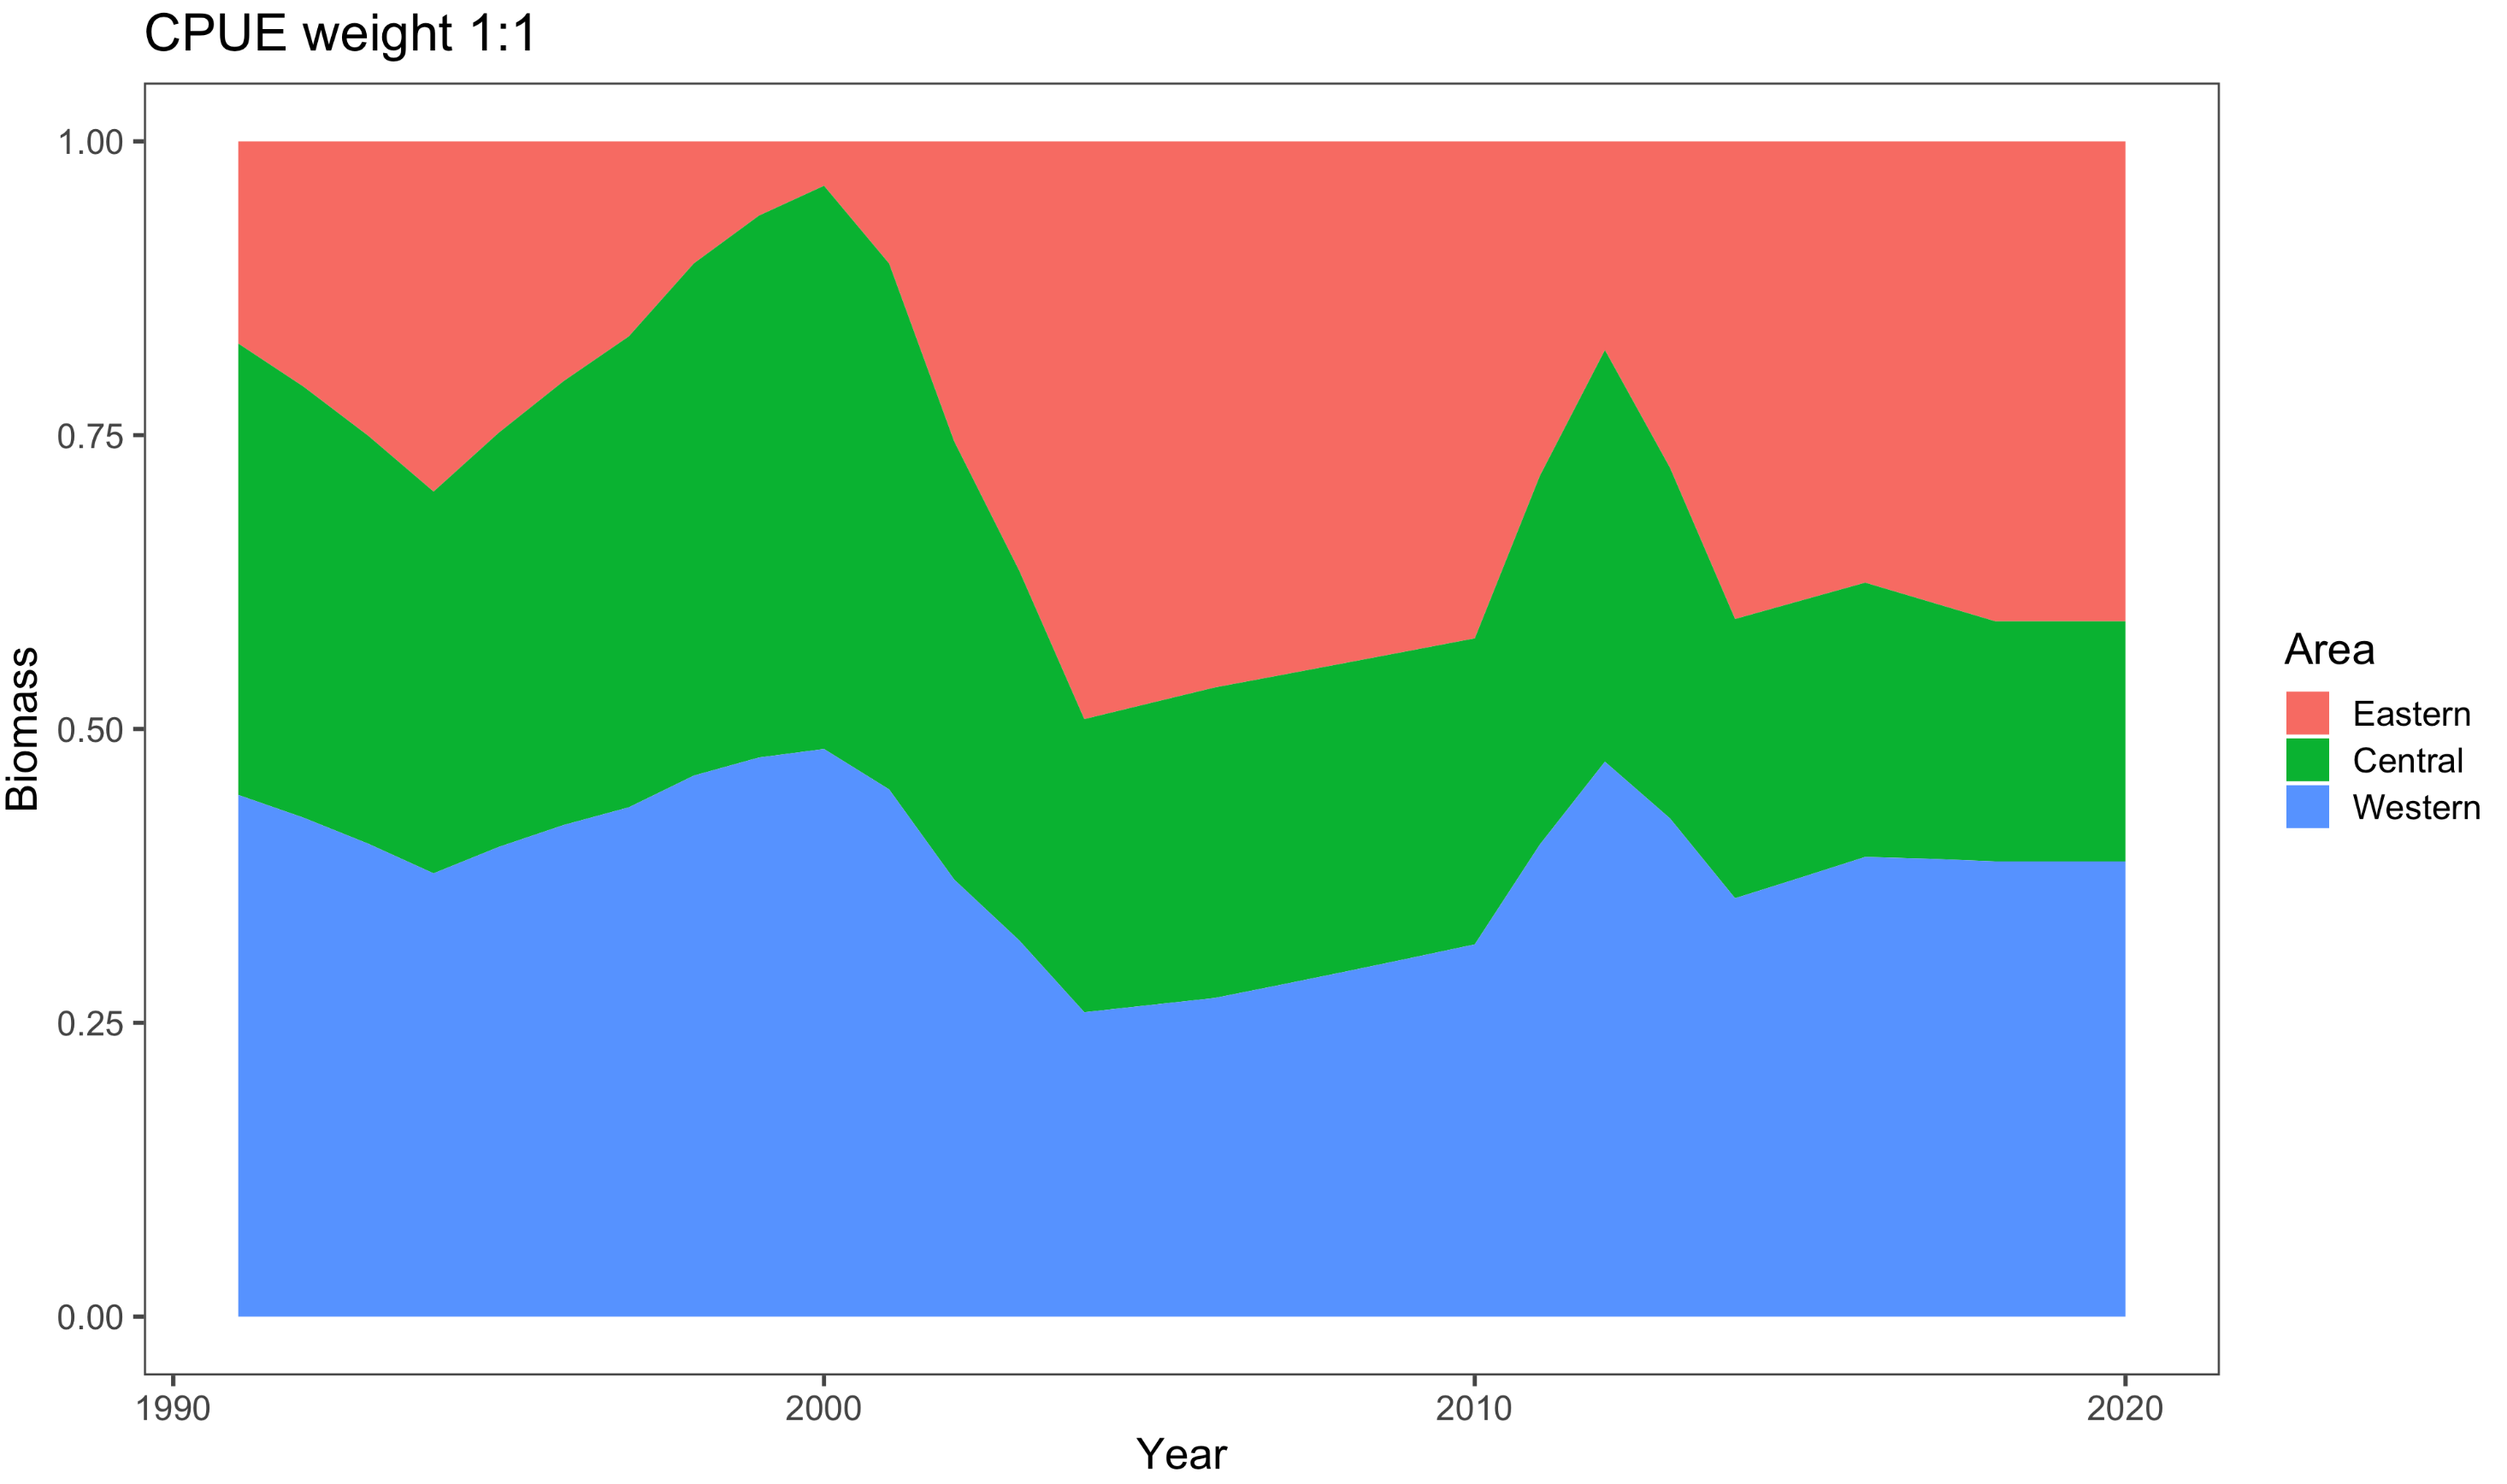 CPUE weight 1:1
1.00
0.75
0.50
0.25
0.00
Biomass
1990 2000 2010 2020
Year
Area
Eastern
Central
Western